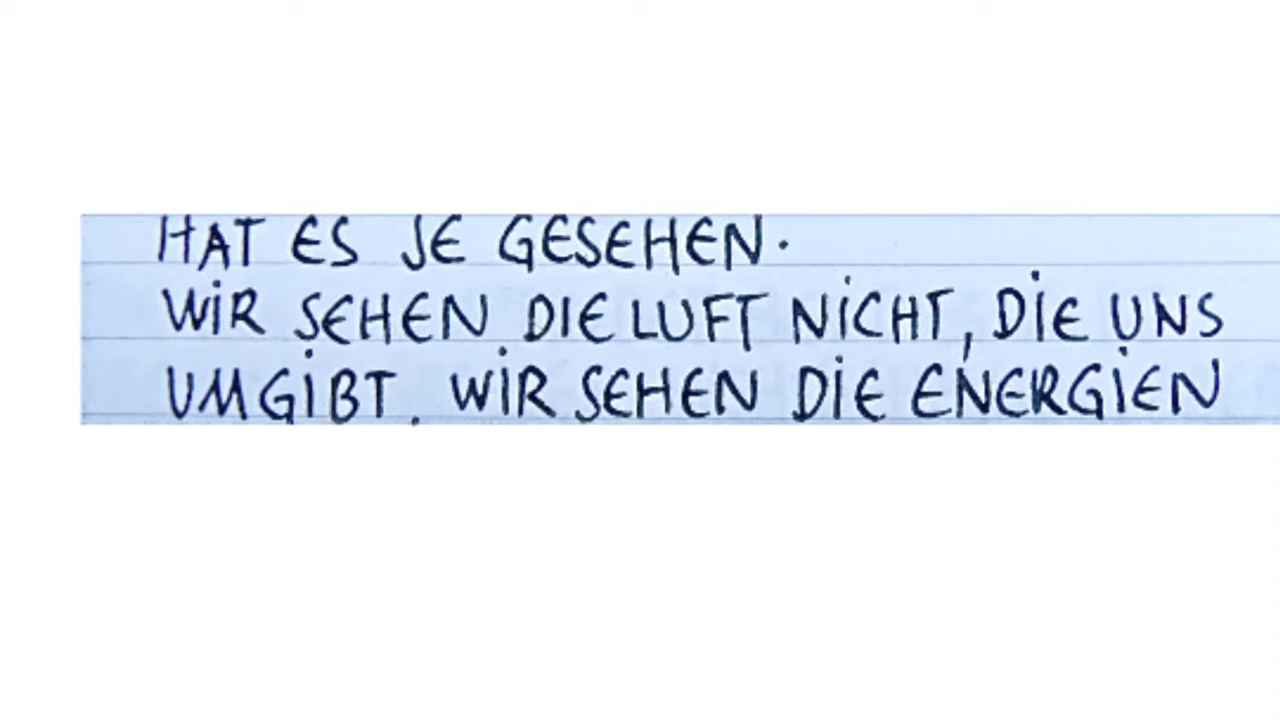 HAT ES JE GESEHEN.
WIR SEHEN DIE LUFT NICHT, DIE UNS
UMGIBT. WIR SEHEN DIE ENERGIEN